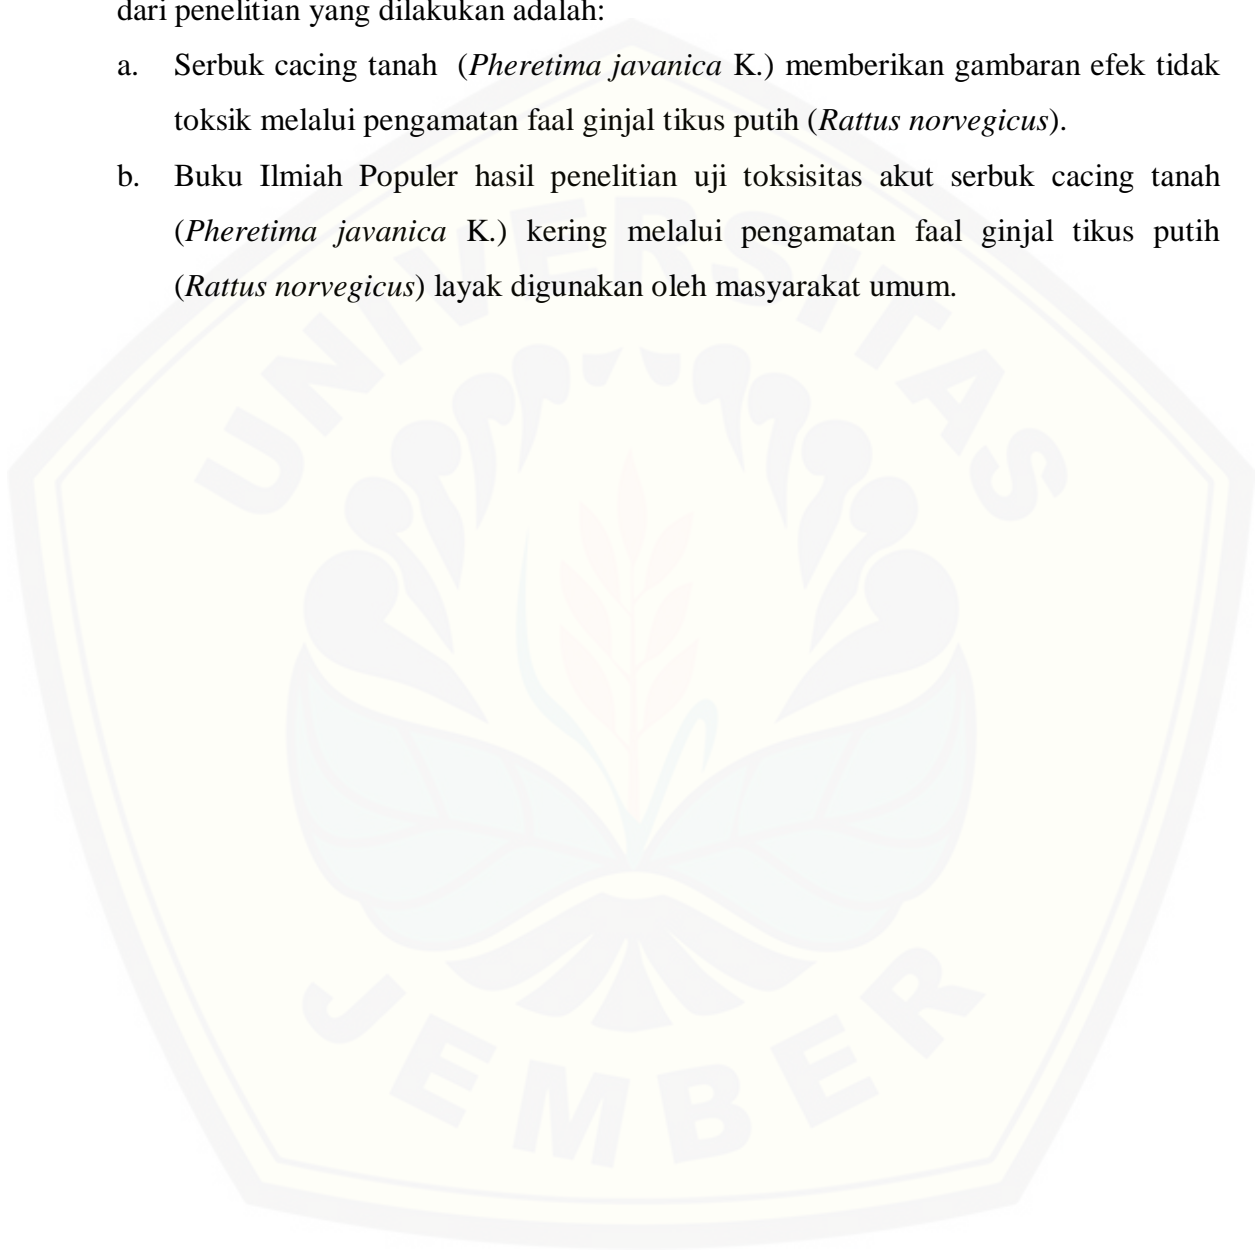 dari penelitian yang dilakukan adalah:
a. Serbuk cacing tanah (Pheretima javanica K.) memberikan gambaran efek tidak
toksik melalui pengamatan faal ginjal tikus putih (Rattus norvegicus).
b. Buku Ilmiah Populer hasil penelitian uji toksisitas akut serbuk cacing tanah
(Pheretima javanica K.) kering melalui pengamatan faal ginjal tikus putih
(Rattus norvegicus) layak digunakan oleh masyarakat umum.
UNIVERSITAS
JEMBER